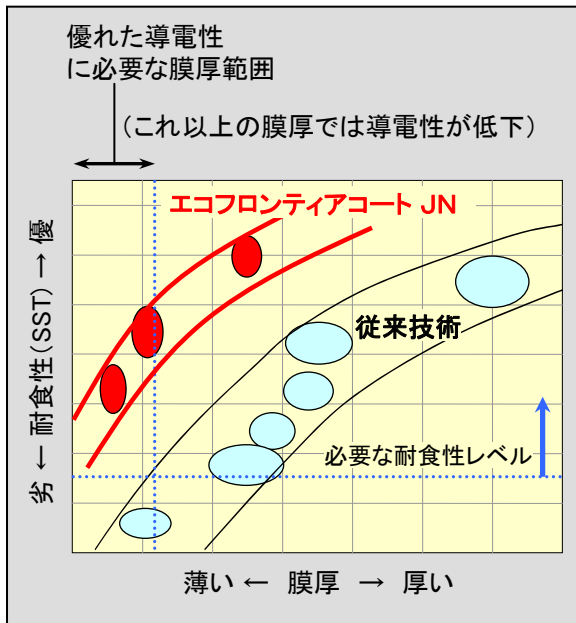 優れた導電性
に必要な膜厚範囲
(これ以上の膜厚では導電性が低下)
エコフロンティアコート JN
従来技術
必要な耐食性レベル
劣 ← 耐食性(SST) → 優
薄い ← 膜厚 → 厚い